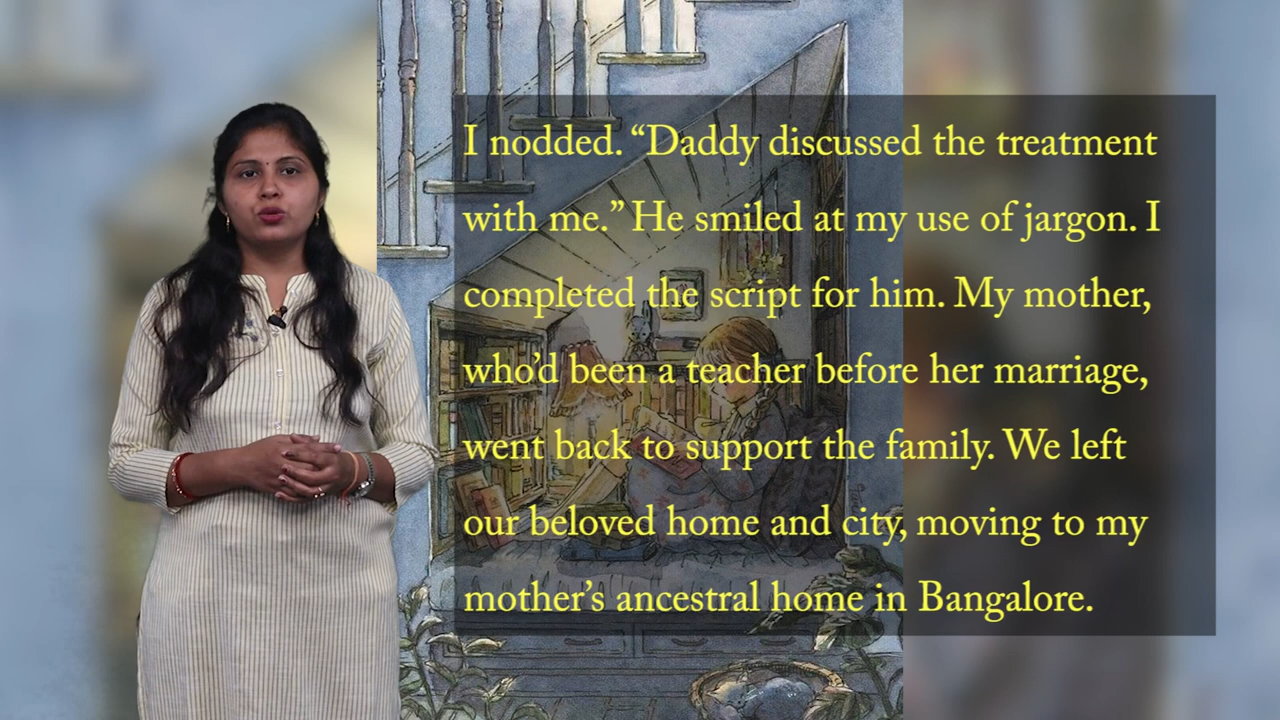 I nodded. “Daddy discussed the treatment
with me.” He smiled at my use of jargon. I
completed the script for him. My mother,
who’d been a teacher before her marriage,
went back to support the family. We left
our beloved home and city, moving to my
mother’s ancestral home in Bangalore.